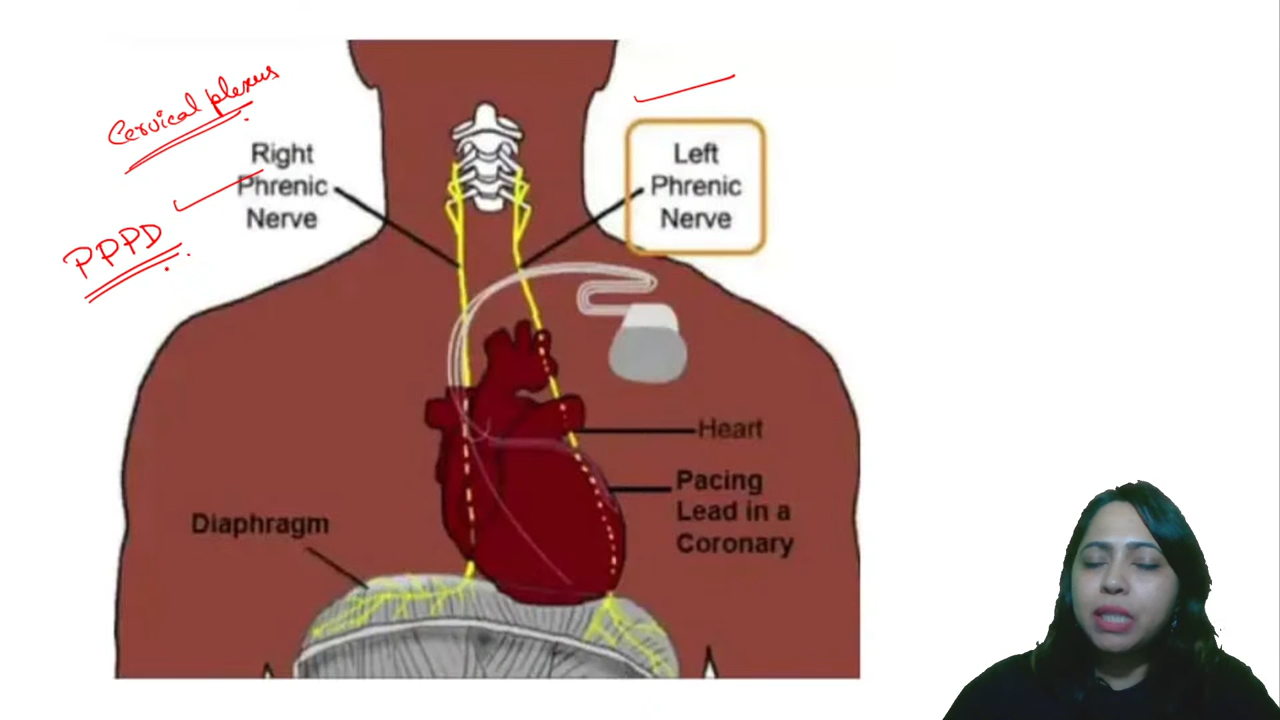 Cervical plexus
PPPD
Right
Phrenic
Nerve
Left
Phrenic
Nerve
Heart
Pacing
Lead in a
Coronary
Diaphragm